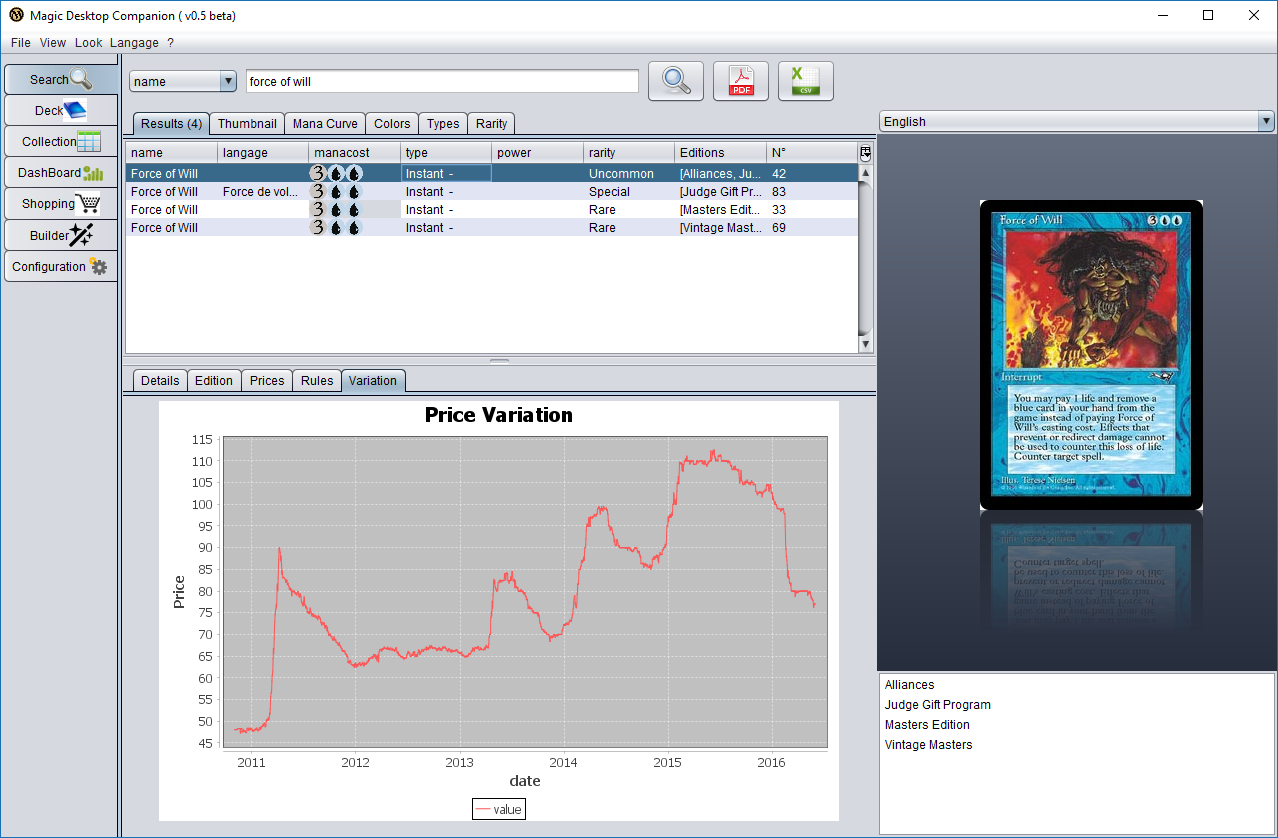 Magic Desktop Companion ( v0.5 beta)
File View Look Langage ?
Search
Deck
Collection
DashBoard
Shopping
Builder
Configuration
name
force of will
PDF
X CSV
Results (4) Thumbnail Mana Curve Colors Types Rarity
name langage manacost type power rarity Editions N°
Force of Will 3 Instant - Uncommon [Alliances, Ju... 42
Force of Will Force de vol... 3 Instant - Special [Judge Gift Pr... 83
Force of Will 3 Instant - Rare [Masters Edit... 33
Force of Will 3 Instant - Rare [Vintage Mast... 69
Details Edition Prices Rules Variation
Price Variation
Price
115
110
105
100
95
90
85
80
75
70
65
60
55
50
45
2011 2012 2013 2014 2015 2016
date
value
English
Force of Will 3
Interrupt
You may pay 1 life and remove a
blue card in your hand from the
game instead of paying Force of
Will's casting cost. Effects that
prevent or redirect damage cannot
be used to counter this loss of life.
Counter target spell.
Illus. Terese Nielsen
Alliances
Judge Gift Program
Masters Edition
Vintage Masters